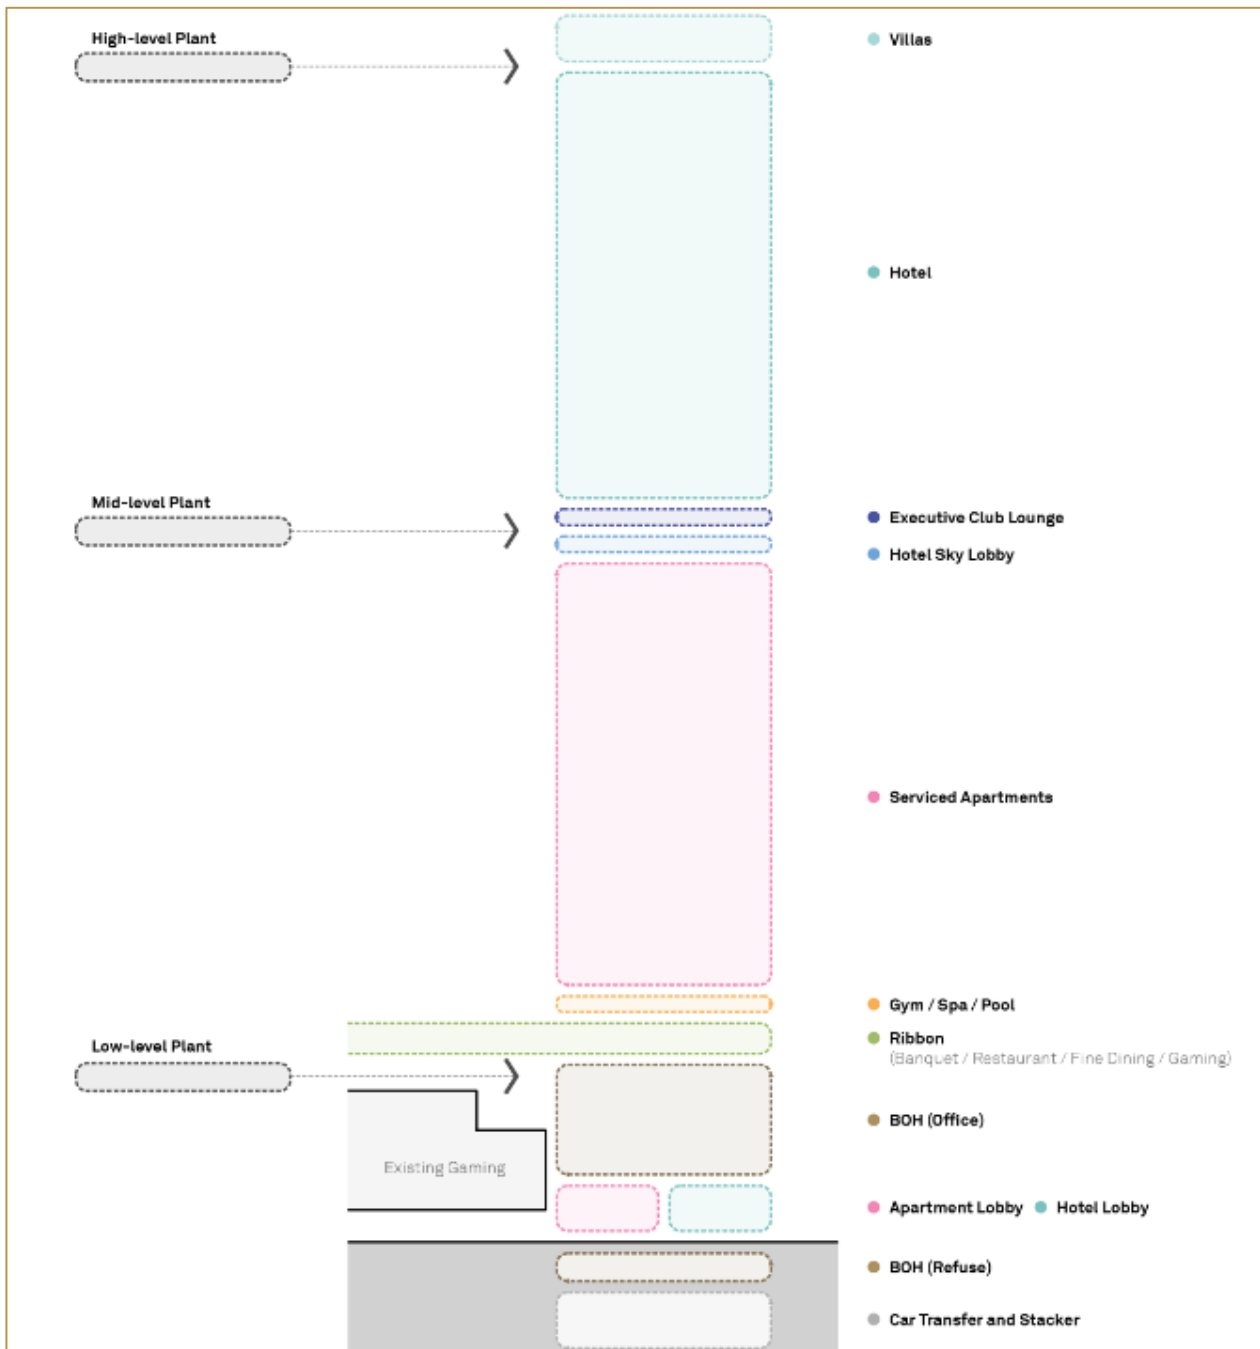 High-level Plant
Villas
Hotel
Mid-level Plant
Executive Club Lounge
Hotel Sky Lobby
Serviced Apartments
Gym / Spa / Pool
Ribbon
(Banquet / Restaurant / Fine Dining / Gaming)
Low-level Plant
BOH (Office)
Existing Gaming
Apartment Lobby Hotel Lobby
BOH (Refuse)
Car Transfer and Stacker